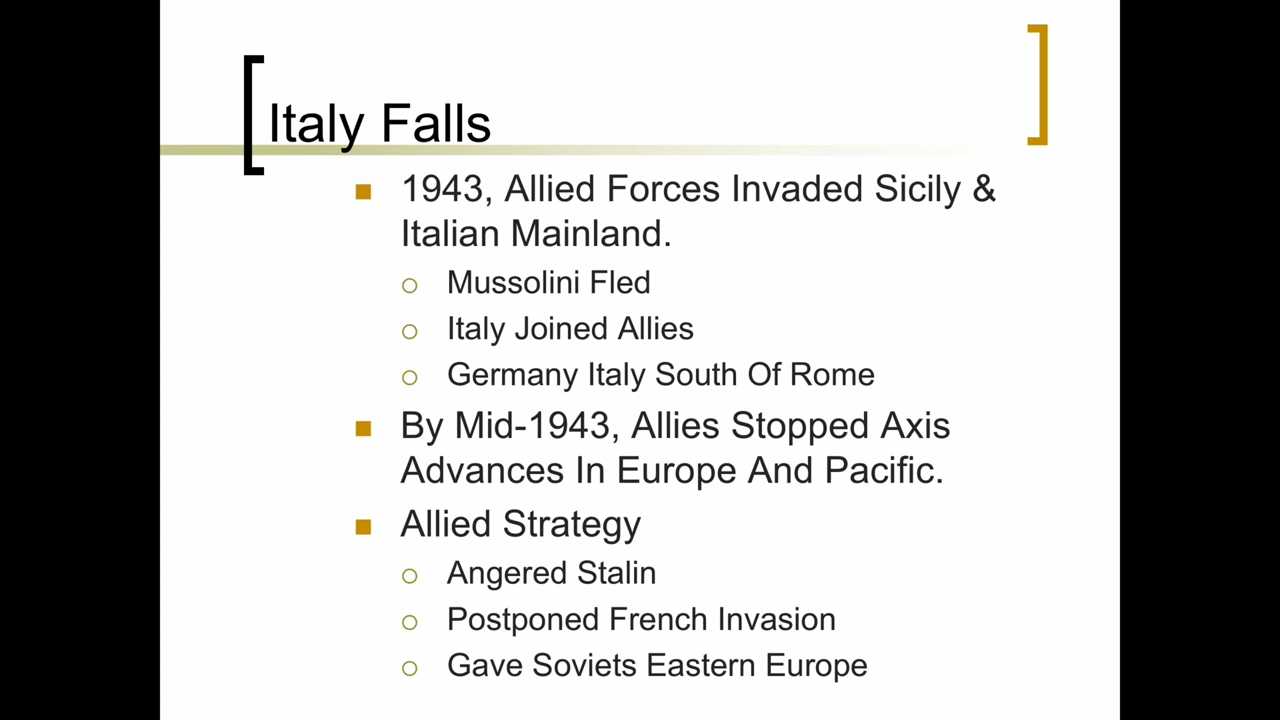 Italy Falls
1943, Allied Forces Invaded Sicily &
Italian Mainland.
Mussolini Fled
Italy Joined Allies
Germany Italy South Of Rome
By Mid-1943, Allies Stopped Axis
Advances In Europe And Pacific.
Allied Strategy
Angered Stalin
Postponed French Invasion
Gave Soviets Eastern Europe